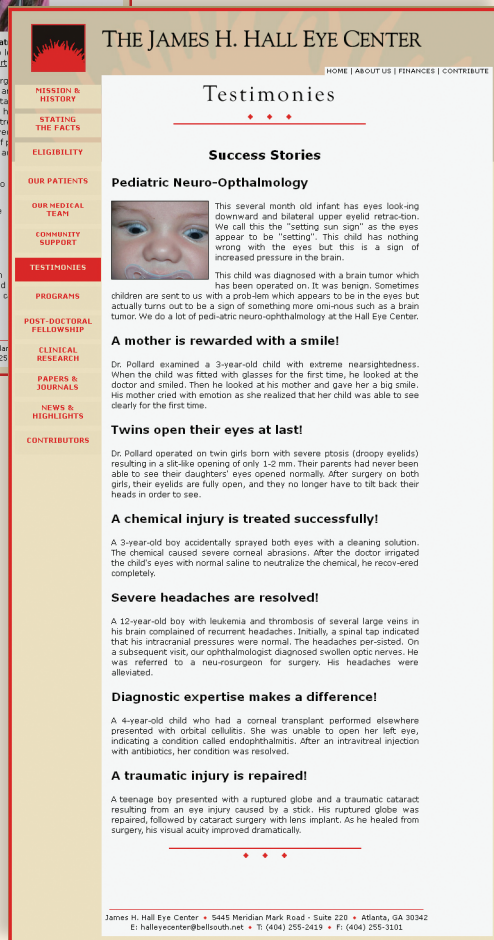 THE JAMES H. HALL EYE CENTER
HOME | ABOUT US | FINANCES | CONTRIBUTE
MISSION &
HISTORY
STATING
THE FACTS
ELIGIBILITY
OUR PATIENTS
OUR MEDICAL
TEAM
COMMUNITY
SUPPORT
TESTIMONIES
PROGRAMS
POST-DOCTORAL
FELLOWSHIP
CLINICAL
RESEARCH
PAPERS &
JOURNALS
NEWS &
HIGHLIGHTS
CONTRIBUTORS
Testimonies
Success Stories
Pediatric Neuro-Opthalmology
This several month old infant has eyes look-ing
downward and bilateral upper eyelid retrac-tion.
We call this the "setting sun sign" as the eyes
appear to be "setting". This child has nothing
wrong with the eyes but this is a sign of
increased pressure in the brain.
This child was diagnosed with a brain tumor which
has been operated on. It was benign. Sometimes
children are sent to us with a prob-lem which appears to be in the eyes but
actually turns out to be a sign of something more omi-nous such as a brain
tumor. We do a lot of pedi-atric neuro-ophthalmology at the Hall Eye Center.
A mother is rewarded with a smile!
Dr. Pollard examined a 3-year-old child with extreme nearsightedness.
When the child was fitted with glasses for the first time, he looked at the
doctor and smiled. Then he looked at his mother and gave her a big smile.
His mother cried with emotion as she realized that her child was able to see
clearly for the first time.
Twins open their eyes at last!
Dr. Pollard operated on twin girls born with severe ptosis (droopy eyelids)
resulting in a slit-like opening of only 1-2 mm. Their parents had never been
able to see their daughters' eyes opened normally. After surgery on both
girls, their eyelids are fully open, and they no longer have to tilt back their
heads in order to see.
A chemical injury is treated successfully!
A 3-year-old boy accidentally sprayed both eyes with a cleaning solution.
The chemical caused severe corneal abrasions. After the doctor irrigated
the child's eyes with normal saline to neutralize the chemical, he recov-ered
completely.
Severe headaches are resolved!
A 12-year-old boy with leukemia and thrombosis of several large veins in
his brain complained of recurrent headaches. Initially, a spinal tap indicated
that his intracranial pressures were normal. The headaches per-sisted. On
a subsequent visit, our ophthalmologist diagnosed swollen optic nerves. He
was referred to a neu-rosurgeon for surgery. His headaches were
alleviated.
Diagnostic expertise makes a difference!
A 4-year-old child who had a corneal transplant performed elsewhere
presented with orbital cellulitis. She was unable to open her left eye,
indicating a condition called endophthalmitis. After an intravitreal injection
with antibiotics, her condition was resolved.
A traumatic injury is repaired!
A teenage boy presented with a ruptured globe and a traumatic cataract
resulting from an eye injury caused by a stick. His ruptured globe was
repaired, followed by cataract surgery with lens implant. As he healed from
surgery, his visual acuity improved dramatically.
James H. Hall Eye Center ♦ 5445 Meridian Mark Road - Suite 220 ♦ Atlanta, GA 30342
E: halleyecenter@bellsouth.net ♦ T: (404) 255-2419 ♦ F: (404) 255-3101